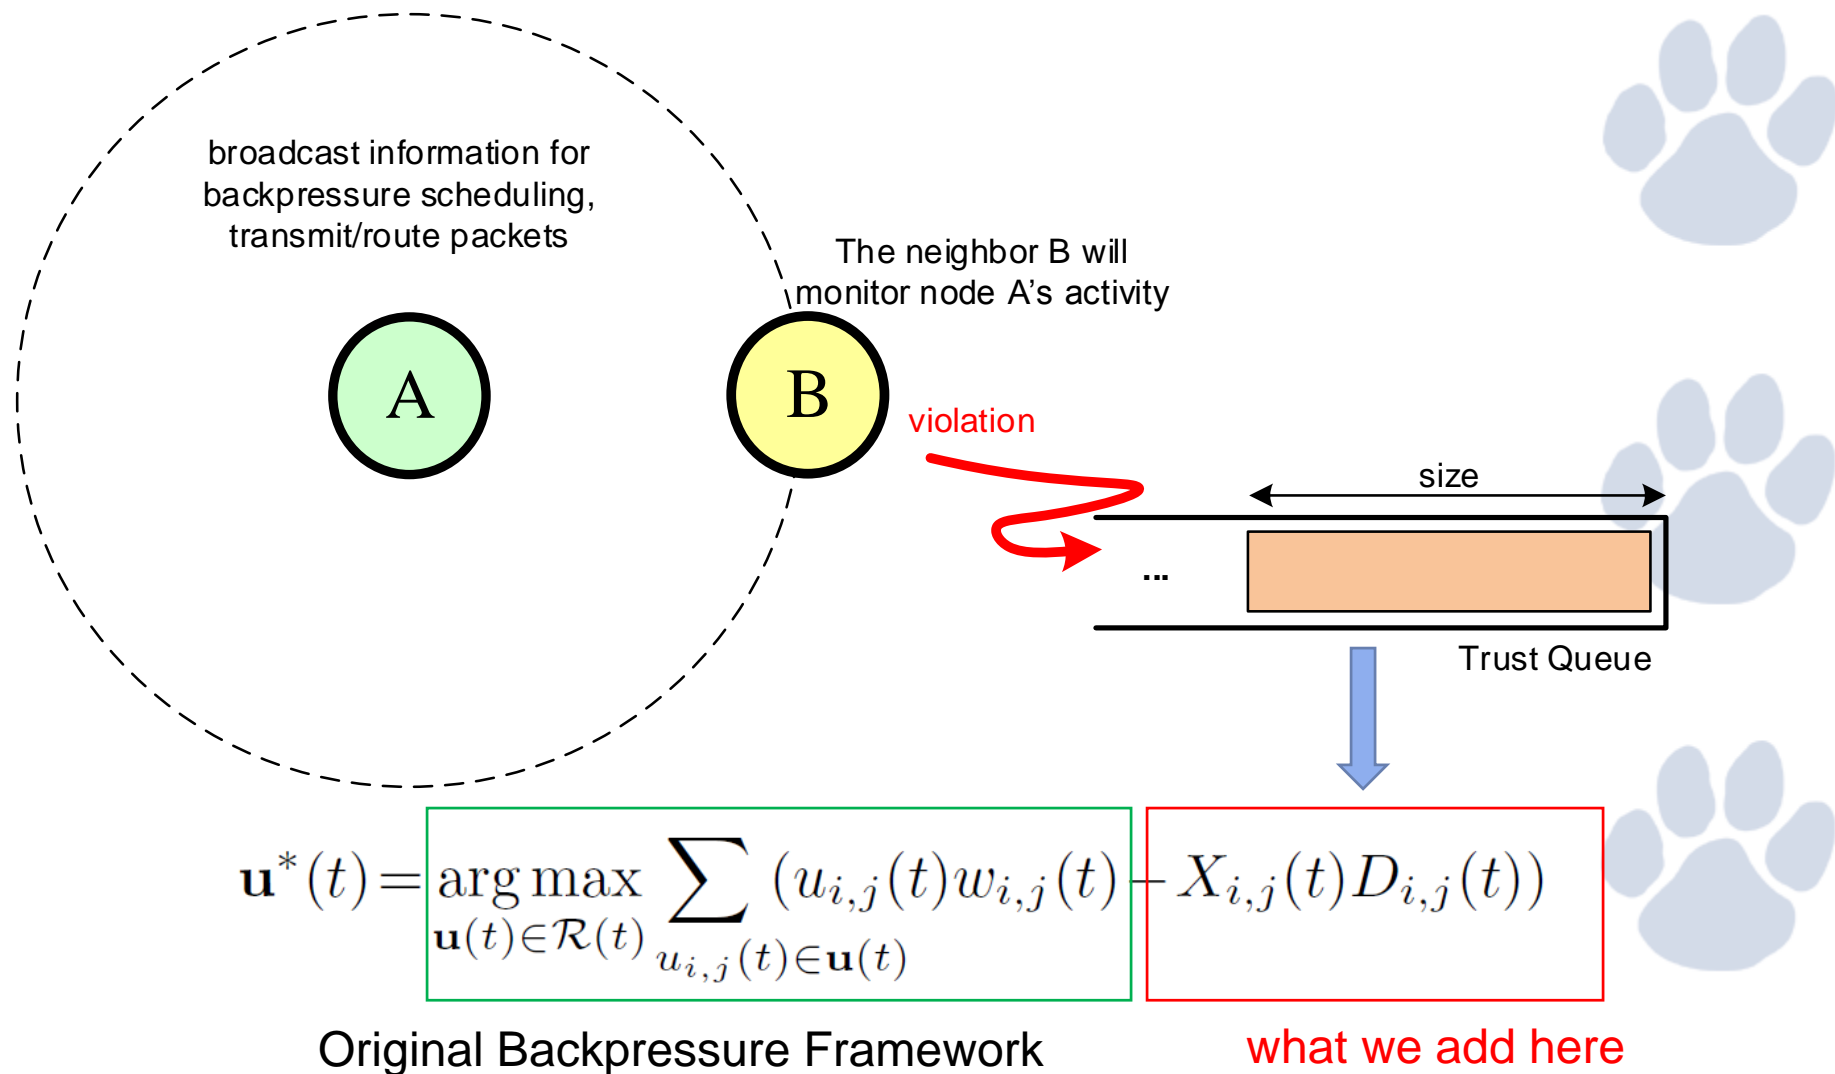 broadcast information for
backpressure scheduling,
transmit/route packets
The neighbor B will
monitor node A's activity
A
B
violation
size
...
Trust Queue
𝐮*(t) = arg max ∑ (u_{i,j}(t)w_{i,j}(t) − X_{i,j}(t)D_{i,j}(t))
𝐮(t)∈ℛ(t) u_{i,j}(t)∈𝐮(t)
Original Backpressure Framework
what we add here